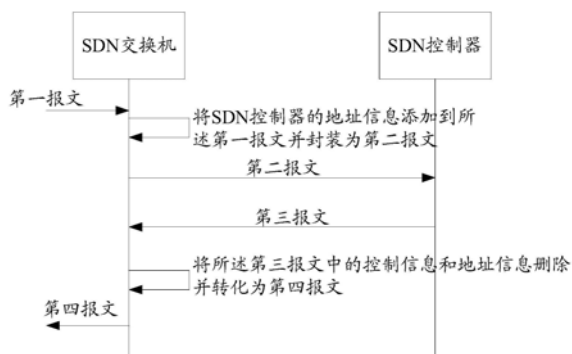 SDN交换机
SDN控制器
第一报文
将SDN控制器的地址信息添加到所
述第一报文并封装为第二报文
第二报文
第三报文
将所述第三报文中的控制信息和地址信息删除
并转化为第四报文
第四报文